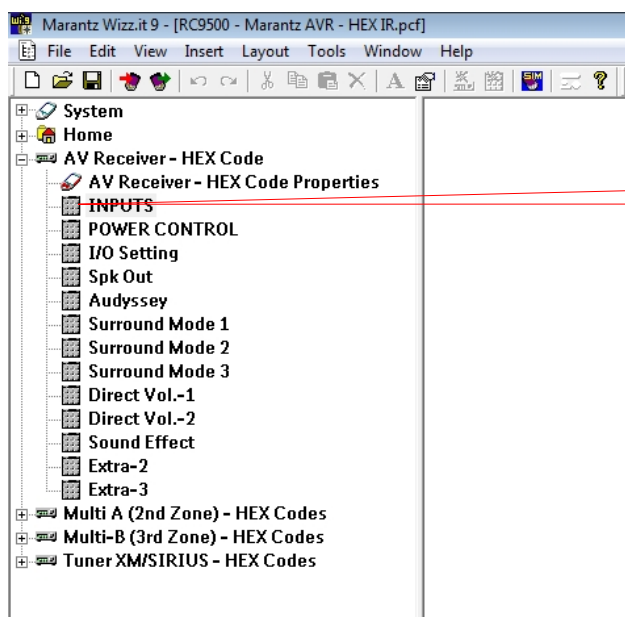 Marantz Wizz.it 9 - [RC9500 - Marantz AVR - HEX IR.pcf]
File Edit View Insert Layout Tools Window Help
System
Home
AV Receiver - HEX Code
AV Receiver - HEX Code Properties
INPUTS
POWER CONTROL
I/O Setting
Spk Out
Audyssey
Surround Mode 1
Surround Mode 2
Surround Mode 3
Direct Vol.-1
Direct Vol.-2
Sound Effect
Extra-2
Extra-3
Multi A (2nd Zone) - HEX Codes
Multi-B (3rd Zone) - HEX Codes
Tuner XM/SIRIUS - HEX Codes